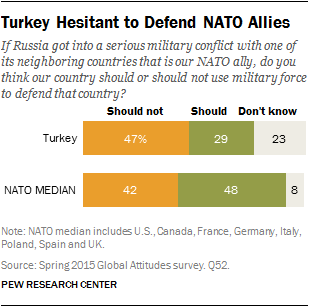 Turkey Hesitant to Defend NATO Allies
If Russia got into a serious military conflict with one of
its neighboring countries that is our NATO ally, do you
think our country should or should not use military force
to defend that country?
Should not Should Don't know
Turkey 47% 29 23
NATO MEDIAN 42 48 8
Note: NATO median includes U.S., Canada, France, Germany, Italy,
Poland, Spain and UK.
Source: Spring 2015 Global Attitudes survey. Q52.
PEW RESEARCH CENTER